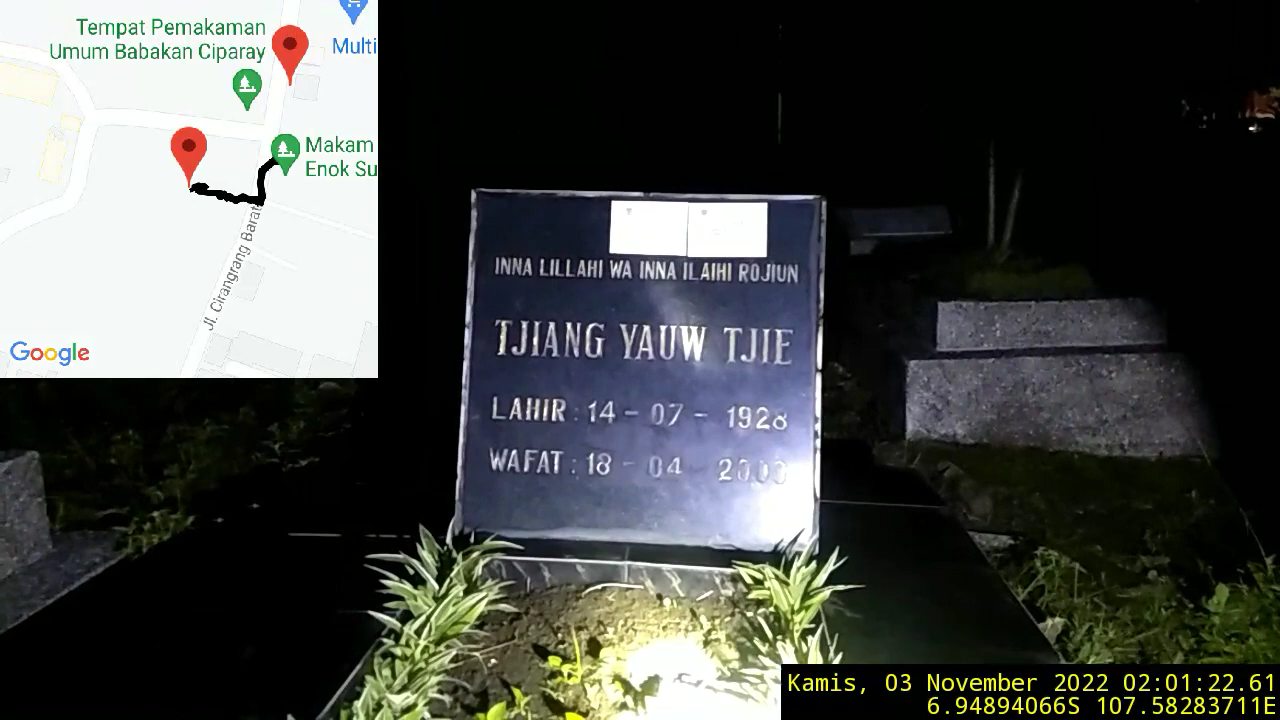 Tempat Pemakaman
Umum Babakan Ciparay
Multi
Makam
Enok Su
Jl. Cirangrang Barat
Google
INNA LILLAHI WA INNA ILAIHI ROJIUN
TJIANG YAUW TJIE
LAHIR : 14 - 07 - 1928
WAFAT : 18 - 04
Kamis, 03 November 2022 02:01:22.61
6.94894066S 107.58283711E